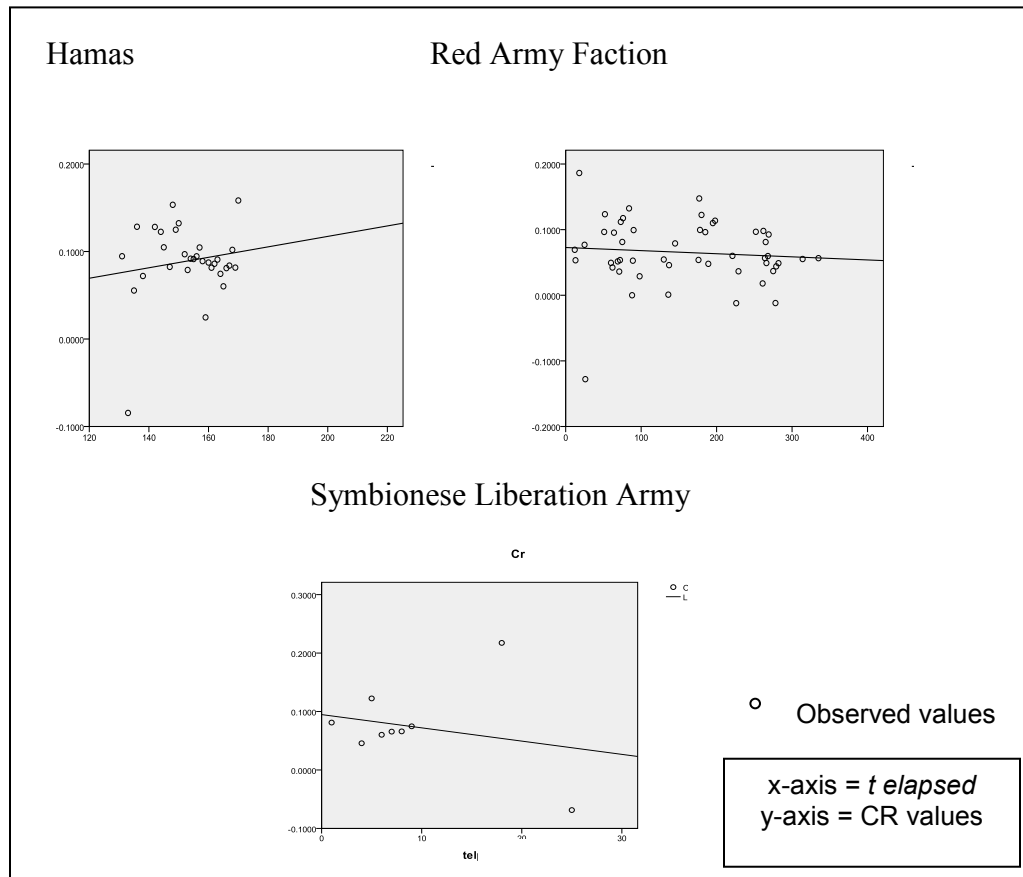 Hamas
Red Army Faction
0.2000
0.1000
0.0000
-0.1000
120 140 160 180 200 220
-
0.2000
0.1000
0.0000
-0.1000
-0.2000
0 100 200 300 400
-
Symbionese Liberation Army
Cr
0.3000
0.2000
0.1000
0.0000
-0.1000
0 10 20 30
tel
C
L
Observed values
x-axis = t elapsed
y-axis = CR values